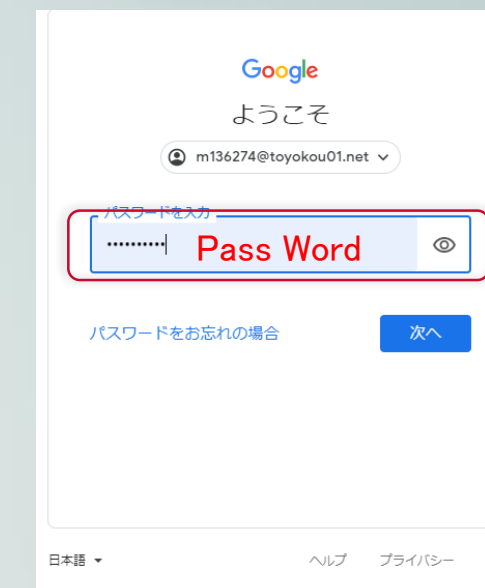 Google
ようこそ
m136274@toyokou01.net
パスワードを入力
•••••••••• Pass Word
パスワードをお忘れの場合 次へ
日本語 ヘルプ プライバシー